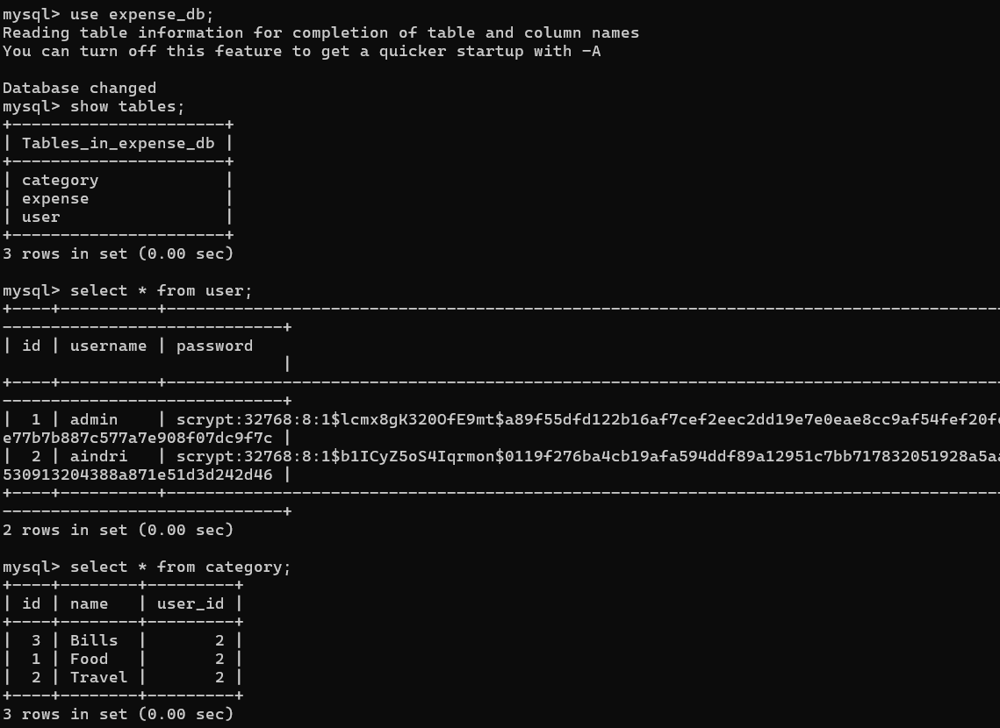 mysql> use expense_db;
Reading table information for completion of table and column names
You can turn off this feature to get a quicker startup with -A
Database changed
mysql> show tables;
+----------------------+
| Tables_in_expense_db |
+----------------------+
| category             |
| expense              |
| user                 |
+----------------------+
3 rows in set (0.00 sec)
mysql> select * from user;
+----+----------+--------------------------------------------------------------------------------------
-----------------------------+
| id | username | password
                             |
+----+----------+--------------------------------------------------------------------------------------
-----------------------------+
|  1 | admin    | scrypt:32768:8:1$lcmx8gK32OOfE9mt$a89f55dfd122b16af7cef2eec2dd19e7e0eae8cc9af54fef20f
e77b7b887c577a7e908f07dc9f7c |
|  2 | aindri   | scrypt:32768:8:1$b1ICyZ5oS4Iqrmon$0119f276ba4cb19afa594ddf89a12951c7bb717832051928a5a
530913204388a871e51d3d242d46 |
+----+----------+--------------------------------------------------------------------------------------
-----------------------------+
2 rows in set (0.00 sec)
mysql> select * from category;
+----+--------+---------+
| id | name   | user_id |
+----+--------+---------+
|  3 | Bills  |       2 |
|  1 | Food   |       2 |
|  2 | Travel |       2 |
+----+--------+---------+
3 rows in set (0.00 sec)